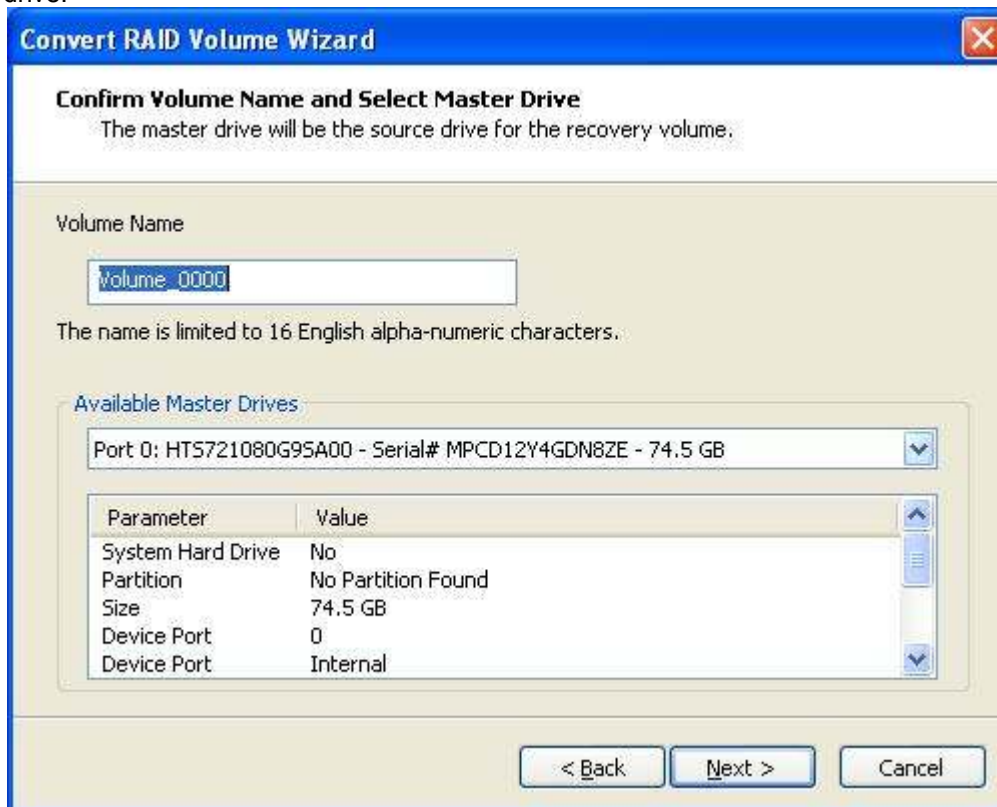 drive.
Convert RAID Volume Wizard
Confirm Volume Name and Select Master Drive
The master drive will be the source drive for the recovery volume.
Volume Name
Volume_0000
The name is limited to 16 English alpha-numeric characters.
Available Master Drives
Port 0: HTS721080G9SA00 - Serial# MPCD12Y4GDN8ZE - 74.5 GB
Parameter Value
System Hard Drive No
Partition No Partition Found
Size 74.5 GB
Device Port 0
Device Port Internal
< Back Next > Cancel